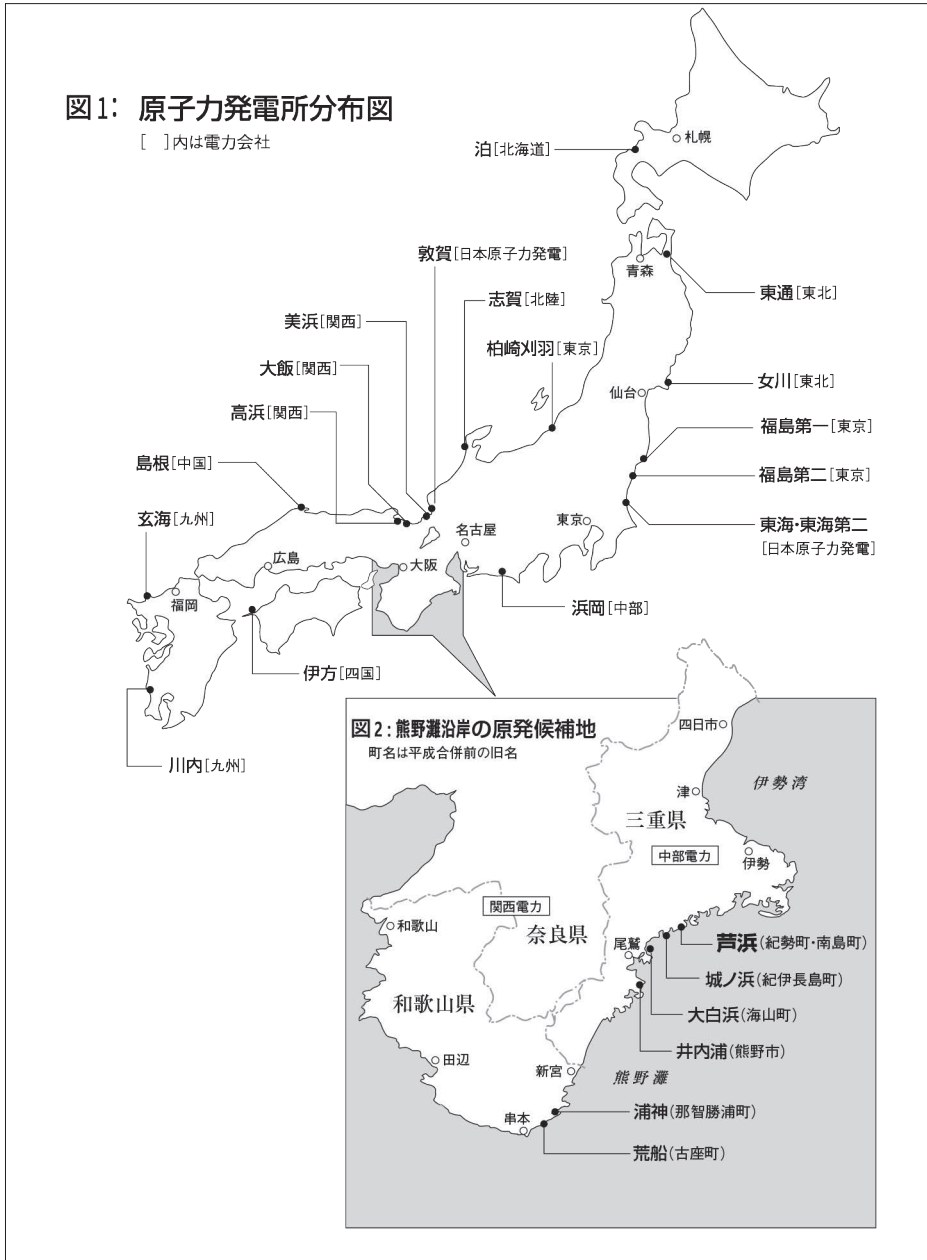 図1: 原子力発電所分布図
[ ]内は電力会社
札幌
泊[北海道]
敦賀[日本原子力発電]
青森
東通[東北]
志賀[北陸]
美浜[関西]
柏崎刈羽[東京]
大飯[関西]
女川[東北]
仙台
高浜[関西]
福島第一[東京]
島根[中国]
福島第二[東京]
玄海[九州]
名古屋
東京
東海・東海第二
[日本原子力発電]
広島
大阪
福岡
浜岡[中部]
伊方[四国]
川内[九州]
図2:熊野灘沿岸の原発候補地
町名は平成合併前の旧名
四日市
伊勢湾
津
三重県
中部電力
伊勢
関西電力
和歌山
奈良県
芦浜(紀勢町・南島町)
尾鷲
城ノ浜(紀伊長島町)
和歌山県
大白浜(海山町)
井内浦(熊野市)
田辺
新宮
熊野灘
浦神(那智勝浦町)
串本
荒船(古座町)